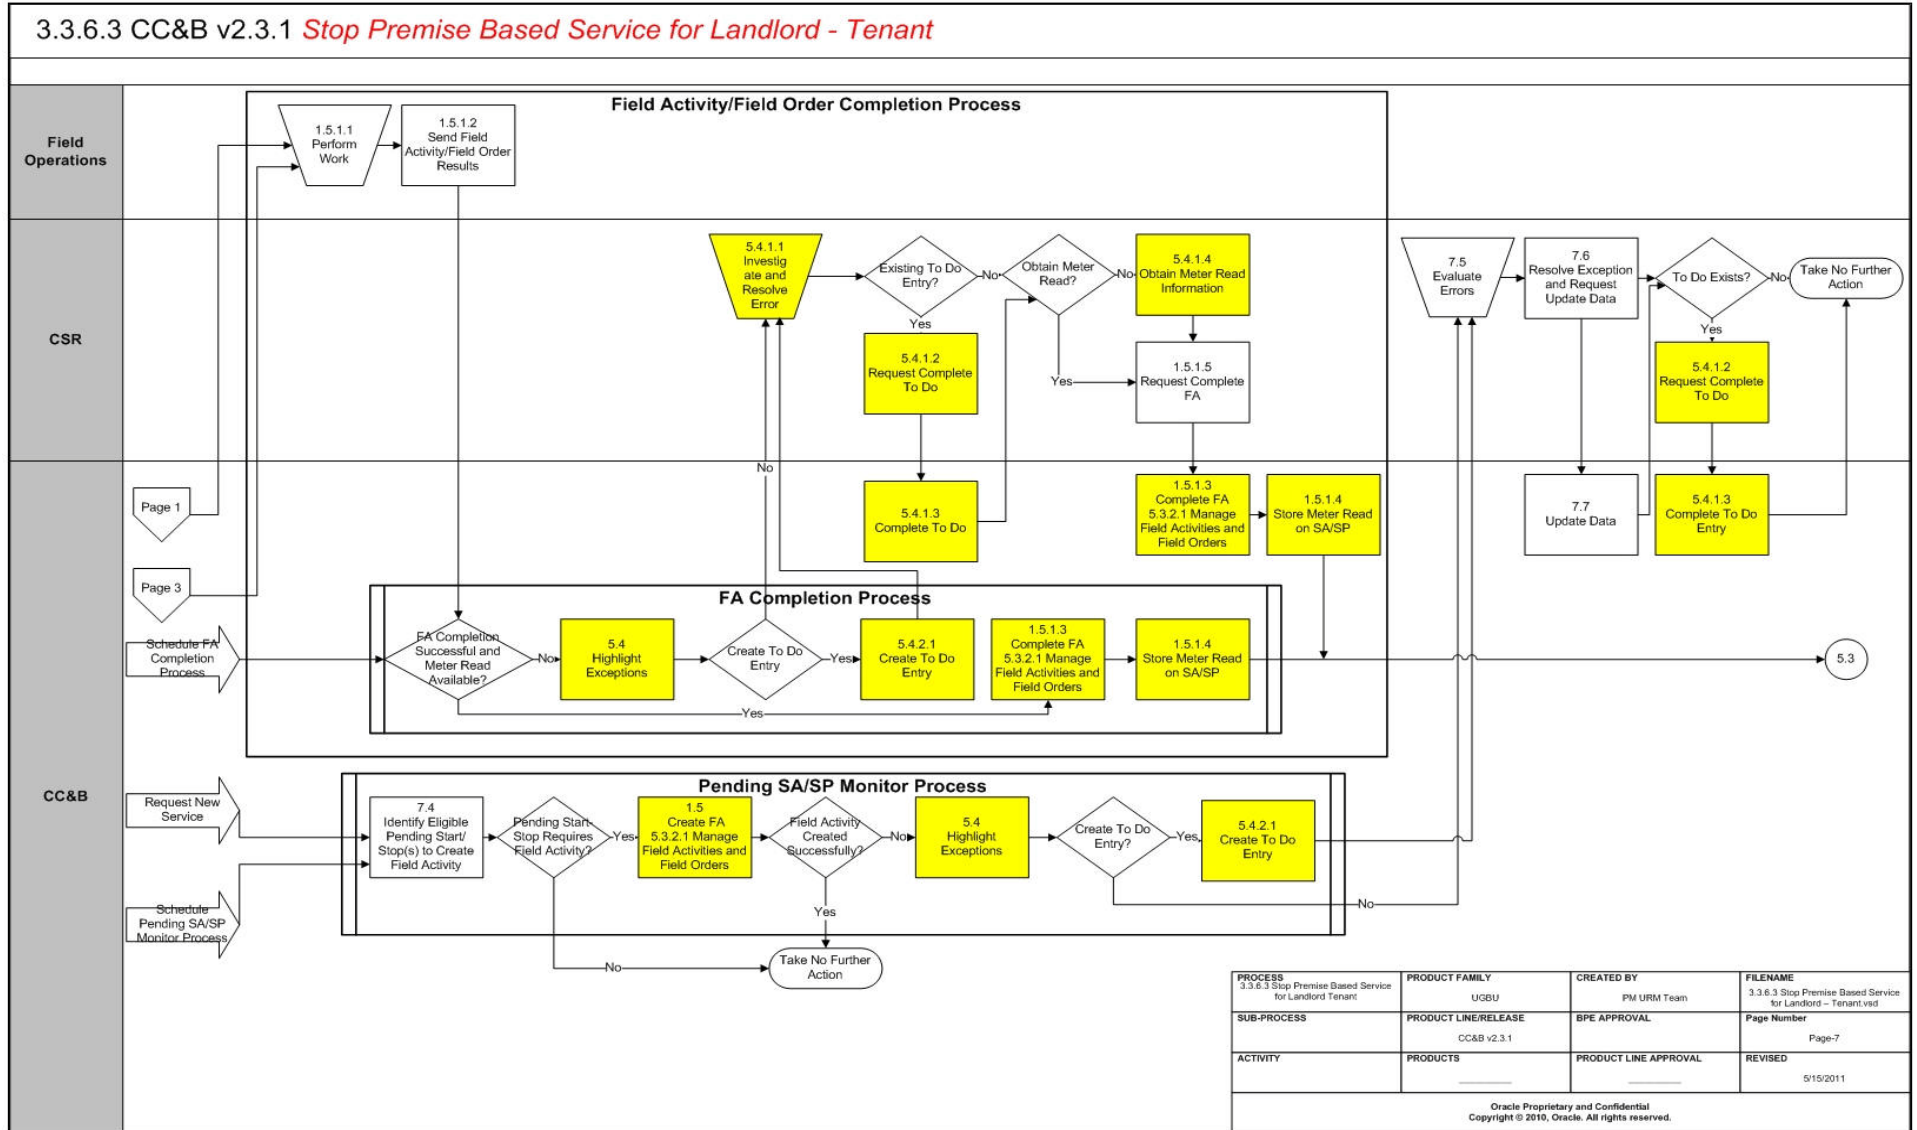 3.3.6.3 CC&B v2.3.1 Stop Premise Based Service for Landlord - Tenant
Field
Operations
Field Activity/Field Order Completion Process
1.5.1.1
Perform
Work
1.5.1.2
Send Field
Activity/Field Order
Results
CSR
5.4.1.1
Investig
ate and
Resolve
Error
Existing To Do
Entry?
No
Yes
Obtain Meter
Read?
No
Yes
5.4.1.4
Obtain Meter Read
Information
5.4.1.2
Request Complete
To Do
1.5.1.5
Request Complete
FA
7.5
Evaluate
Errors
7.6
Resolve Exception
and Request
Update Data
To Do Exists?
No
Take No Further
Action
Yes
5.4.1.2
Request Complete
To Do
CC&B
Page 1
Page 3
No
5.4.1.3
Complete To Do
1.5.1.3
Complete FA
5.3.2.1 Manage
Field Activities and
Field Orders
1.5.1.4
Store Meter Read
on SA/SP
7.7
Update Data
5.4.1.3
Complete To Do
Entry
FA Completion Process
Schedule FA
Completion
Process
FA Completion
Successful and
Meter Read
Available?
No
5.4
Highlight
Exceptions
Create To Do
Entry
Yes
5.4.2.1
Create To Do
Entry
1.5.1.3
Complete FA
5.3.2.1 Manage
Field Activities and
Field Orders
1.5.1.4
Store Meter Read
on SA/SP
5.3
Yes
Pending SA/SP Monitor Process
Request New
Service
Schedule
Pending SA/SP
Monitor Process
7.4
Identify Eligible
Pending Start/
Stop(s) to Create
Field Activity
Pending Start-
Stop Requires
Field Activity?
Yes
1.5
Create FA
5.3.2.1 Manage
Field Activities and
Field Orders
Field Activity
Created
Successfully?
No
5.4
Highlight
Exceptions
Create To Do
Entry?
Yes
5.4.2.1
Create To Do
Entry
No
Yes
No
Take No Further
Action
PROCESS
3.3.6.3 Stop Premise Based Service
for Landlord Tenant
PRODUCT FAMILY
UGBU
CREATED BY
PM URM Team
FILENAME
3.3.6.3 Stop Premise Based Service
for Landlord – Tenant.vsd
SUB-PROCESS
PRODUCT LINE/RELEASE
CC&B v2.3.1
BPE APPROVAL
Page Number
Page-7
ACTIVITY
PRODUCTS
PRODUCT LINE APPROVAL
REVISED
5/15/2011
Oracle Proprietary and Confidential
Copyright © 2010, Oracle. All rights reserved.